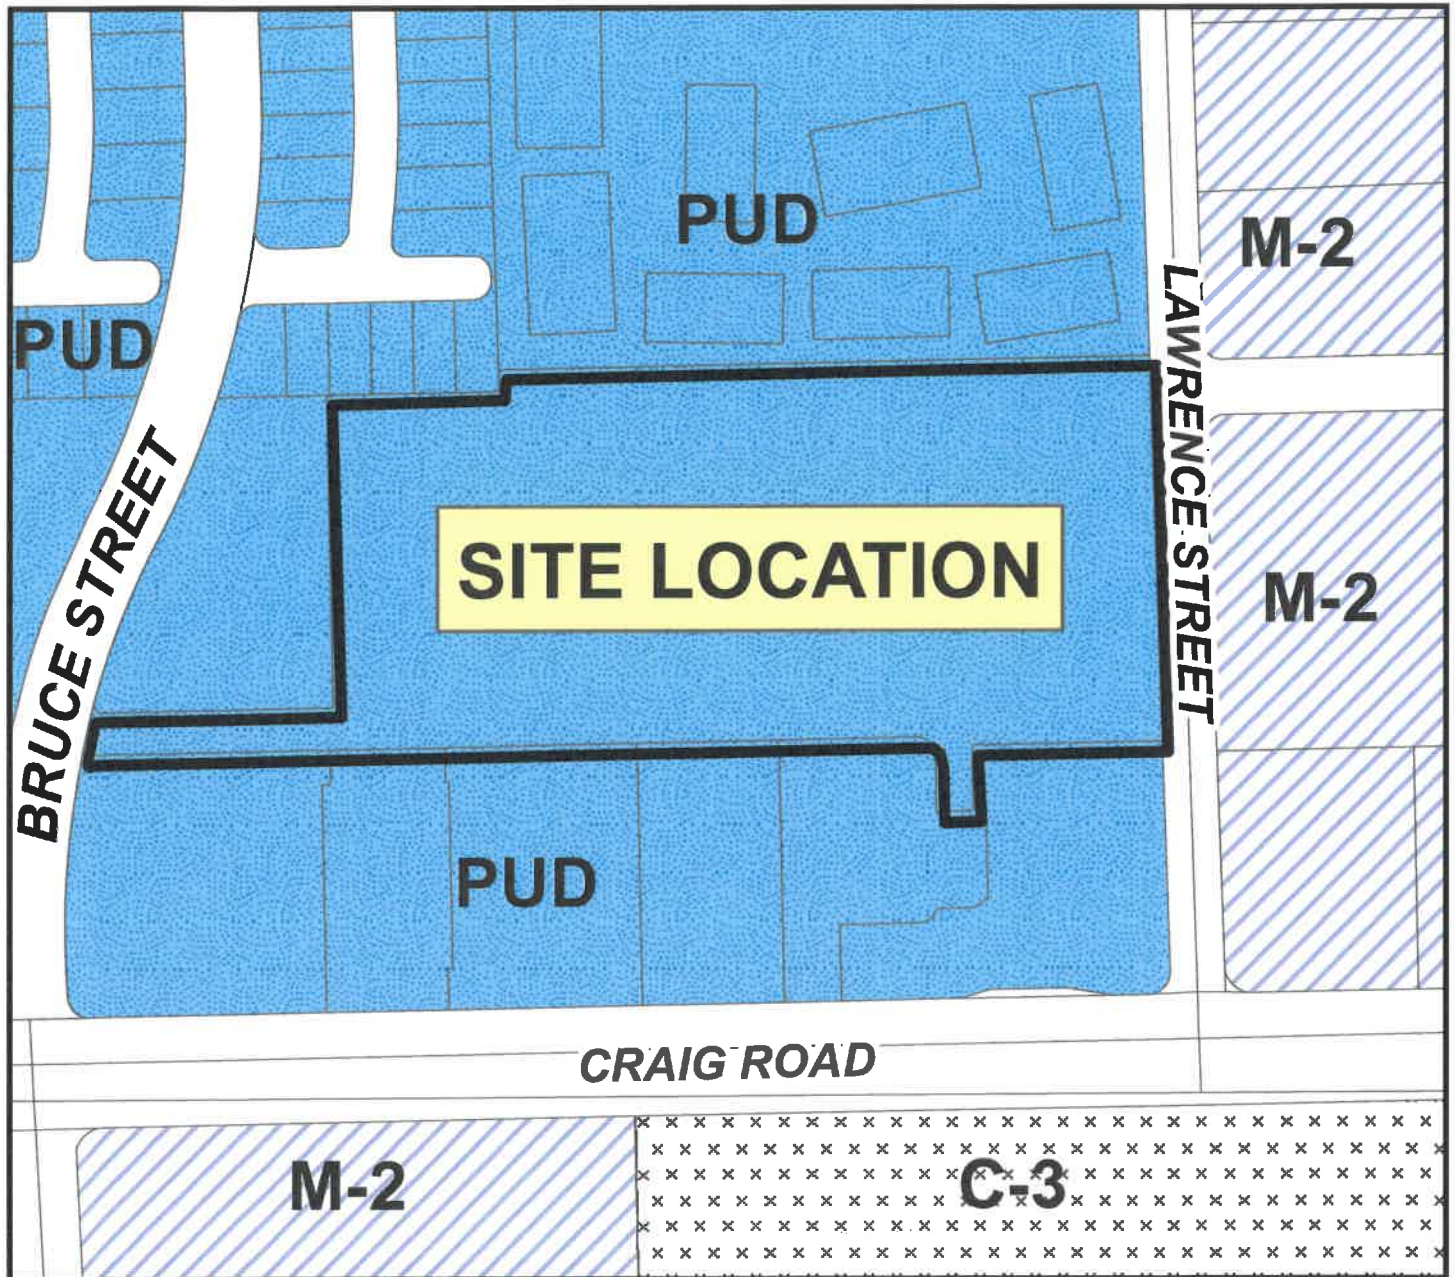 PUD
M-2
PUD
LAWRENCE STREET
BRUCE STREET
SITE LOCATION
M-2
PUD
CRAIG ROAD
M-2
C-3